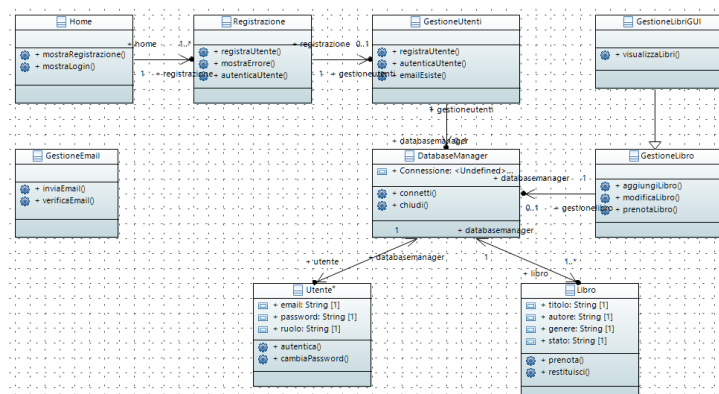 Home
+ mostraRegistrazione()
+ mostraLogin()
+ home
1..*
1
+ registrazione
Registrazione
+ registraUtente()
+ mostraErrore()
+ autenticaUtente()
+ registrazione
0..1
1
+ gestioneutenti
GestioneUtenti
+ registraUtente()
+ autenticaUtente()
+ emailEsiste()
GestioneLibriGUI
+ visualizzaLibri()
1
+ gestioneutenti
+ databasemanager
0..1
GestioneEmail
+ inviaEmail()
+ verificaEmail()
DatabaseManager
+ Connessione: <Undefined>...
+ connetti()
+ chiudi()
+ databasemanager
1
0..1
+ gestionelibro
GestioneLibro
+ aggiungiLibro()
+ modificaLibro()
+ prenotaLibro()
1
+ databasemanager
+ utente
+ databasemanager
1
1..*
+ libro
Utente"
+ email: String [1]
+ password: String [1]
+ ruolo: String [1]
+ autentica()
+ cambiaPassword()
Libro
+ titolo: String [1]
+ autore: String [1]
+ genere: String [1]
+ stato: String [1]
+ prenota()
+ restituisci()